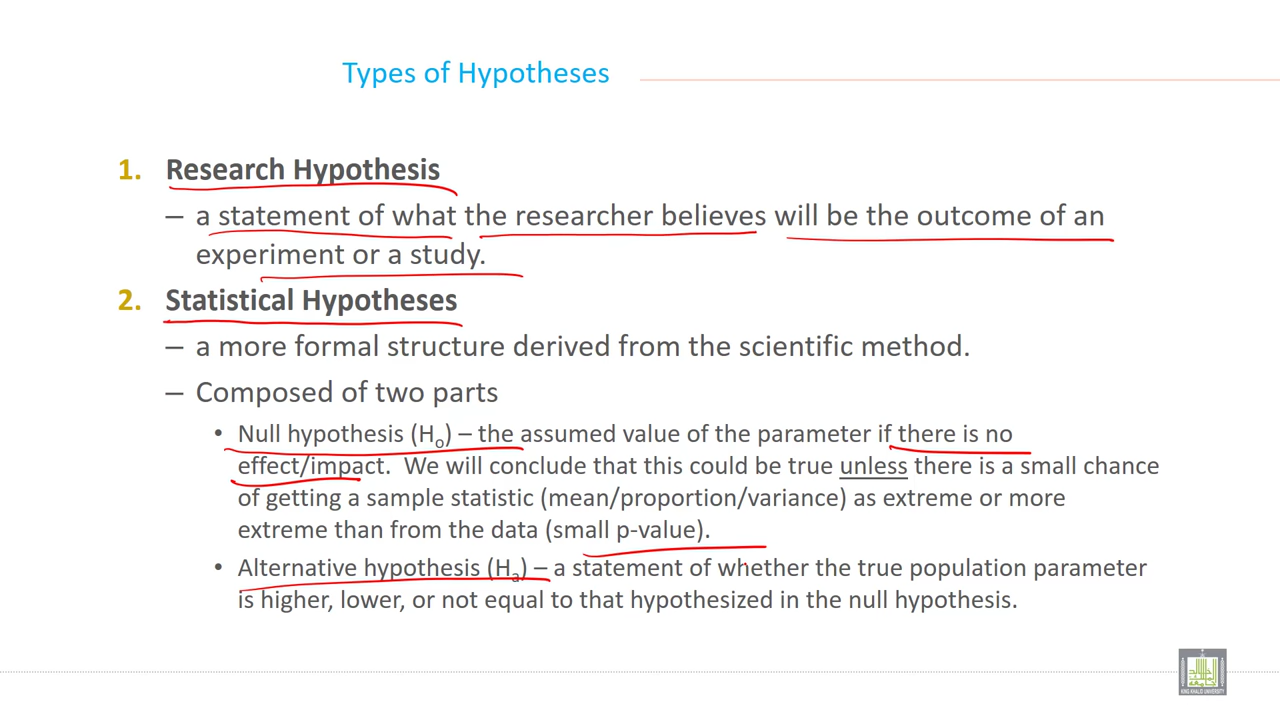 Types of Hypotheses
1. Research Hypothesis
– a statement of what the researcher believes will be the outcome of an
experiment or a study.
2. Statistical Hypotheses
– a more formal structure derived from the scientific method.
– Composed of two parts
• Null hypothesis (Ho) – the assumed value of the parameter if there is no
effect/impact. We will conclude that this could be true unless there is a small chance
of getting a sample statistic (mean/proportion/variance) as extreme or more
extreme than from the data (small p-value).
• Alternative hypothesis (Ha) – a statement of whether the true population parameter
is higher, lower, or not equal to that hypothesized in the null hypothesis.
KING KHALID UNIVERSITY